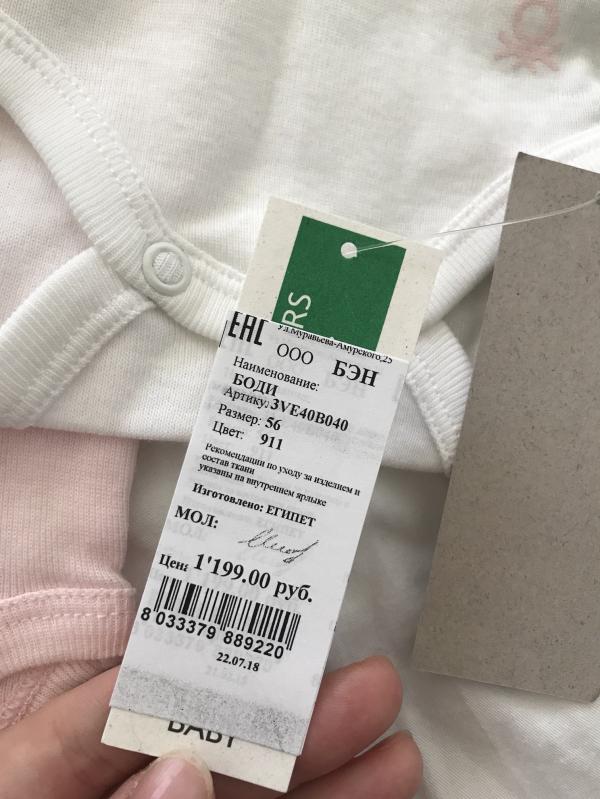 RS
EAC
Ул.Муравьева-Амурского,25
ООО БЭН
Наименование:
БОДИ
Артику: 3VE40B040
Размер: 56
Цвет: 911
Рекомендации по уходу за изделием и
состав ткани
указаны на внутреннем ярлыке
Изготовлено: ЕГИПЕТ
МОЛ:
Цена 1'199.00 руб.
8 033379 889220
22.07.18
BABY